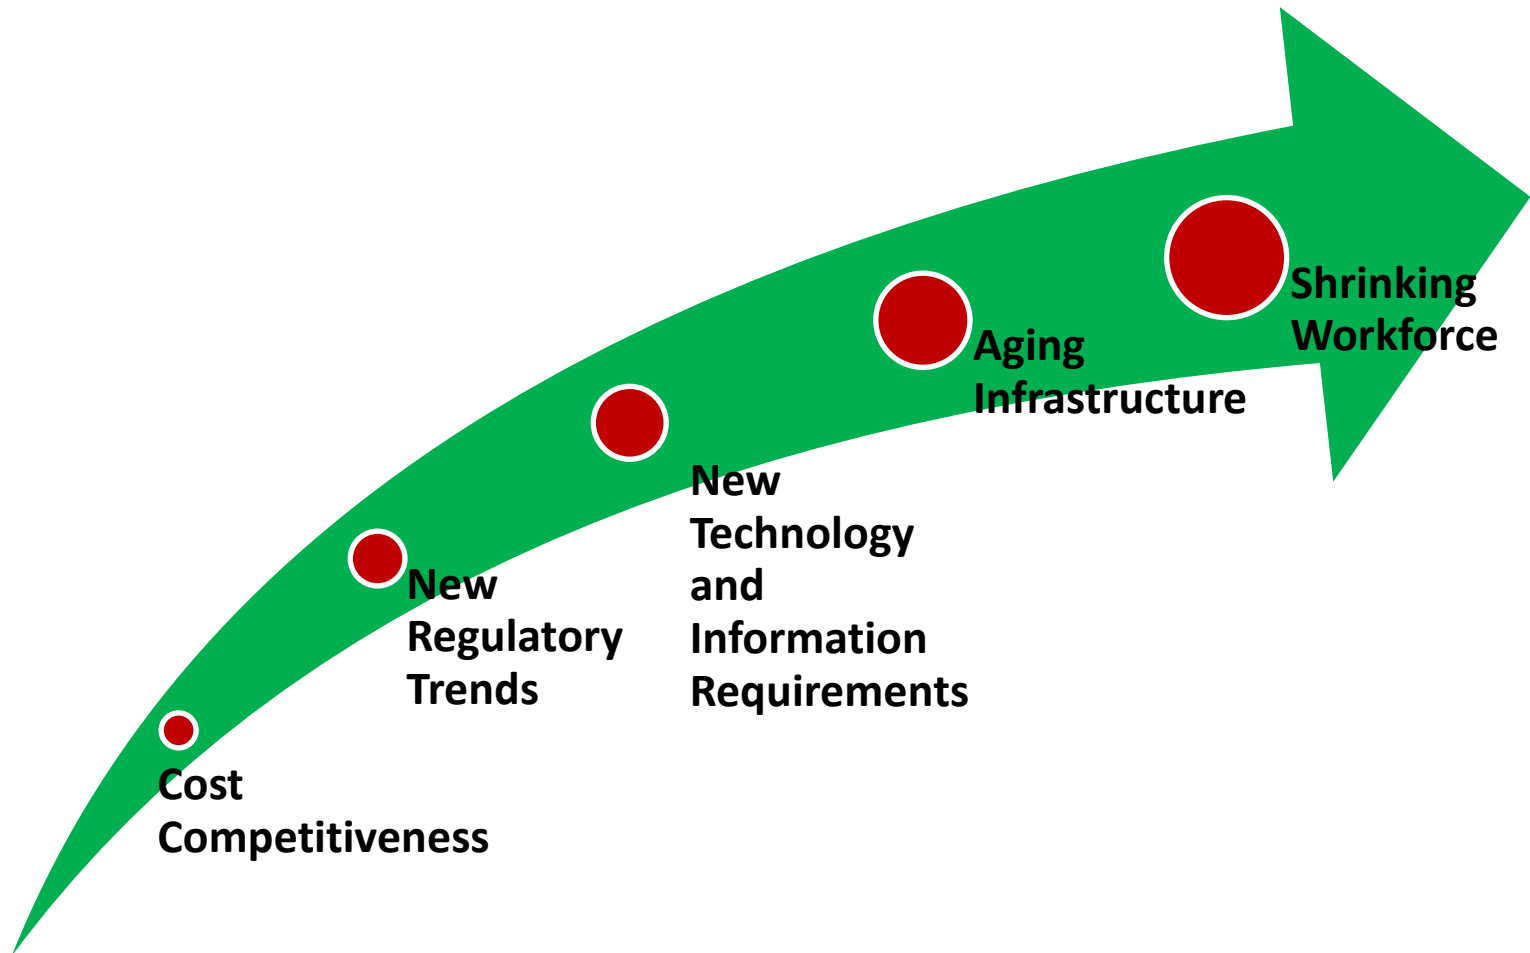 Cost
Competitiveness
New
Regulatory
Trends
New
Technology
and
Information
Requirements
Aging
Infrastructure
Shrinking
Workforce